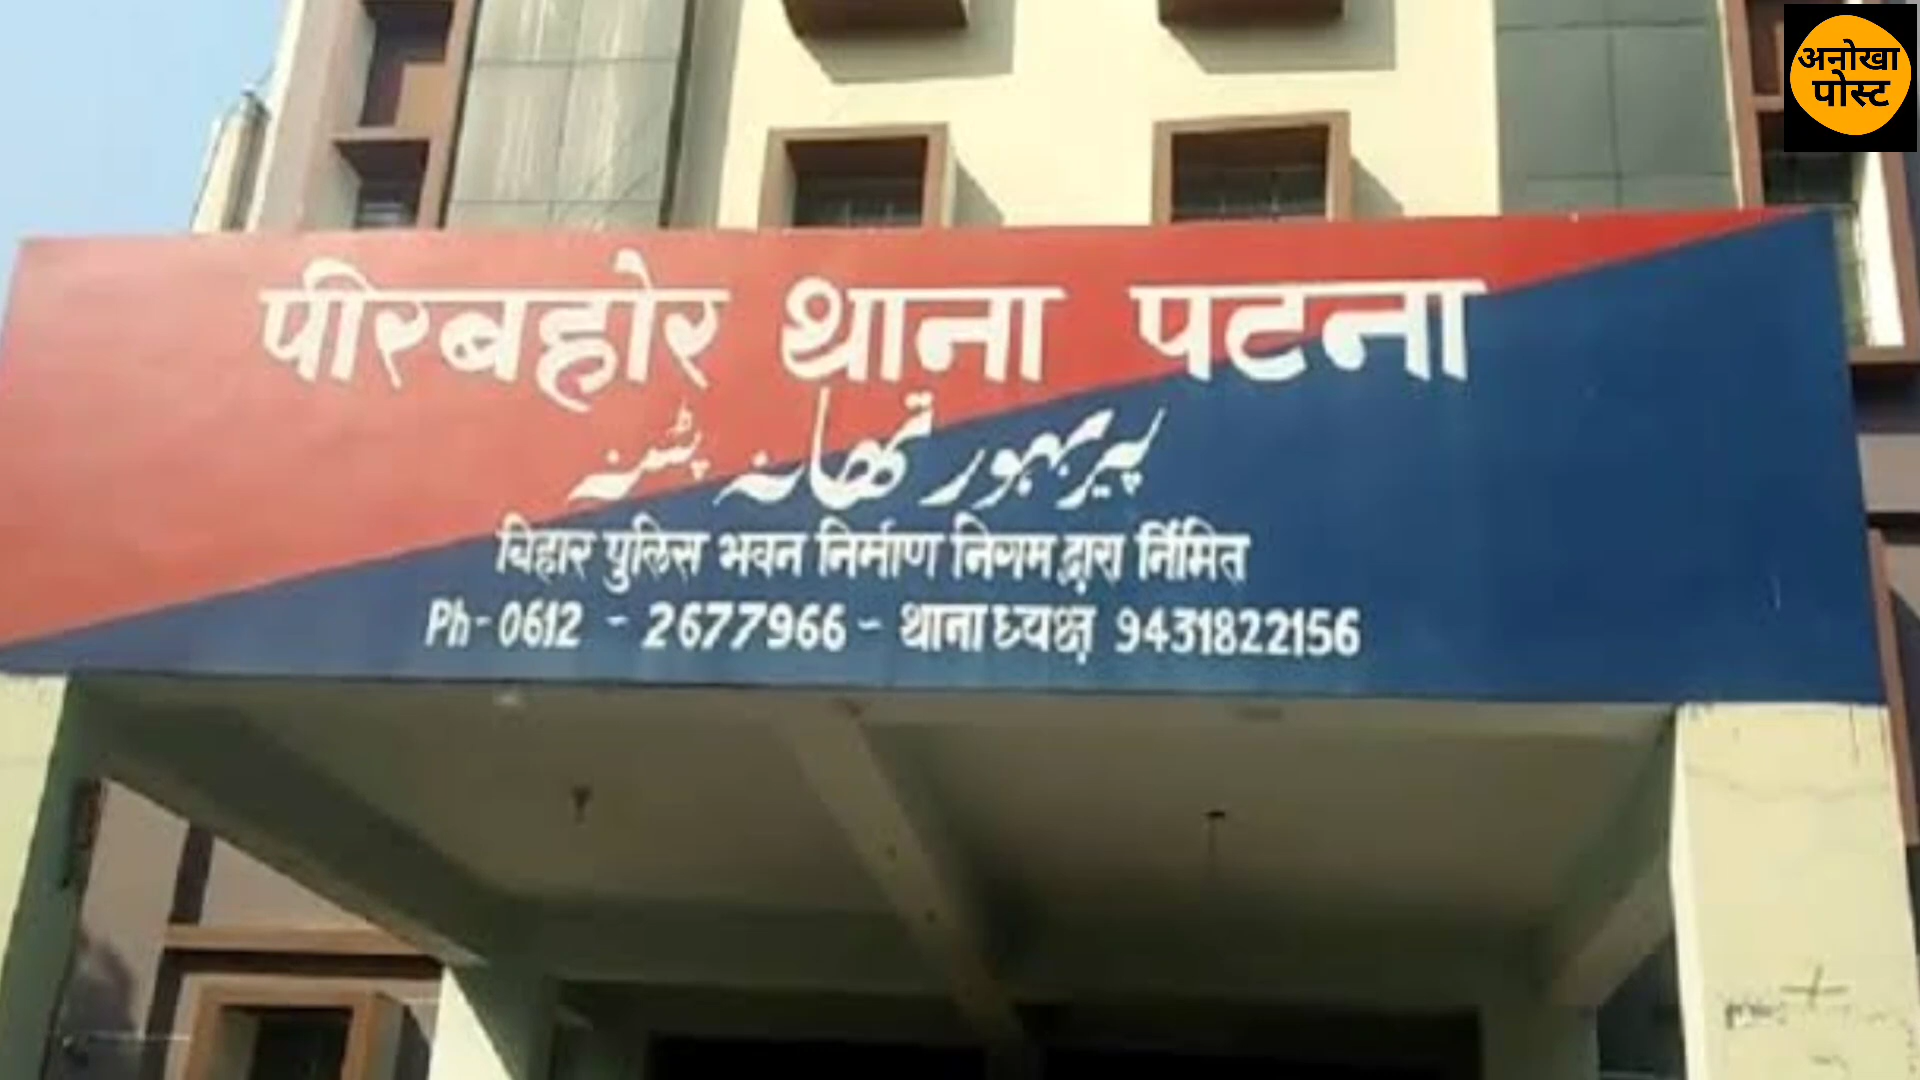 अनोखा
पोस्ट
पीरबहोर थाना पटना
پیربہور تھانہ پٹنہ
बिहार पुलिस भवन निर्माण निगम द्वारा निर्मित
Ph-0612 - 2677966 - थानाध्यक्ष 9431822156